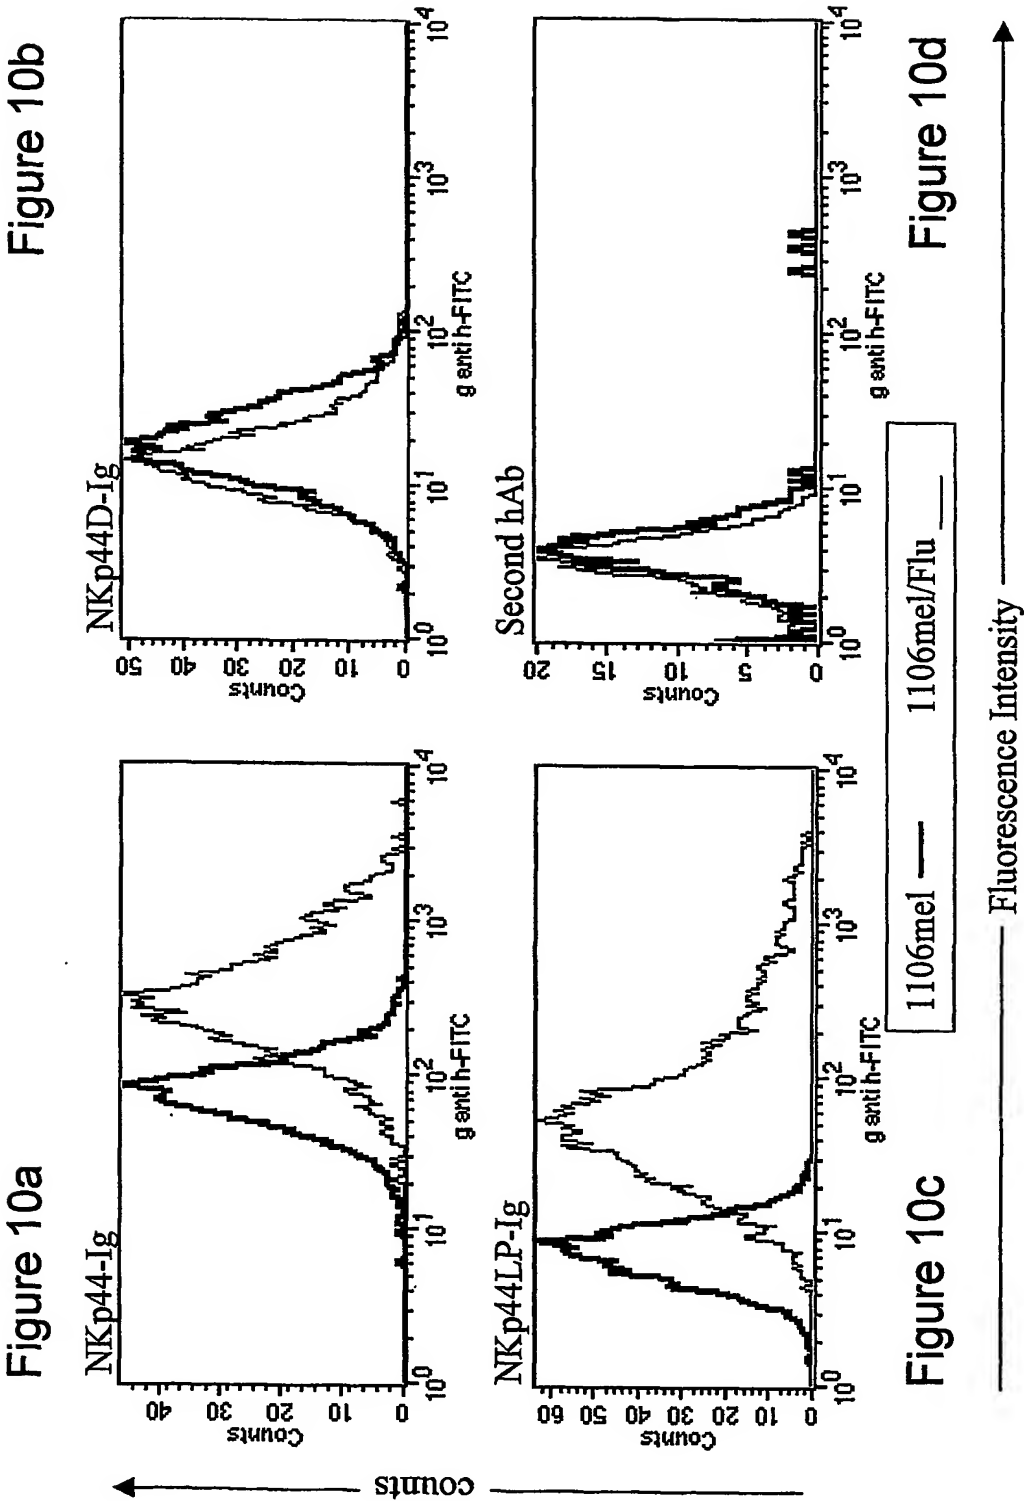 Figure 10a
NKp44-Ig
Counts
0 10 20 30 40
10^0 10^1 10^2 10^3 10^4
g anti h-FITC
Figure 10b
NKp44D-Ig
Counts
0 10 20 30 40 50
10^0 10^1 10^2 10^3 10^4
g anti h-FITC
NKp44LP-Ig
Counts
0 10 20 30 40 50 60
10^0 10^1 10^2 10^3 10^4
g anti h-FITC
Figure 10c
Second hAb
Counts
0 5 10 15 20
10^0 10^1 10^2 10^3 10^4
g anti h-FITC
Figure 10d
counts
1106mel 1106mel/Flu
Fluorescence Intensity